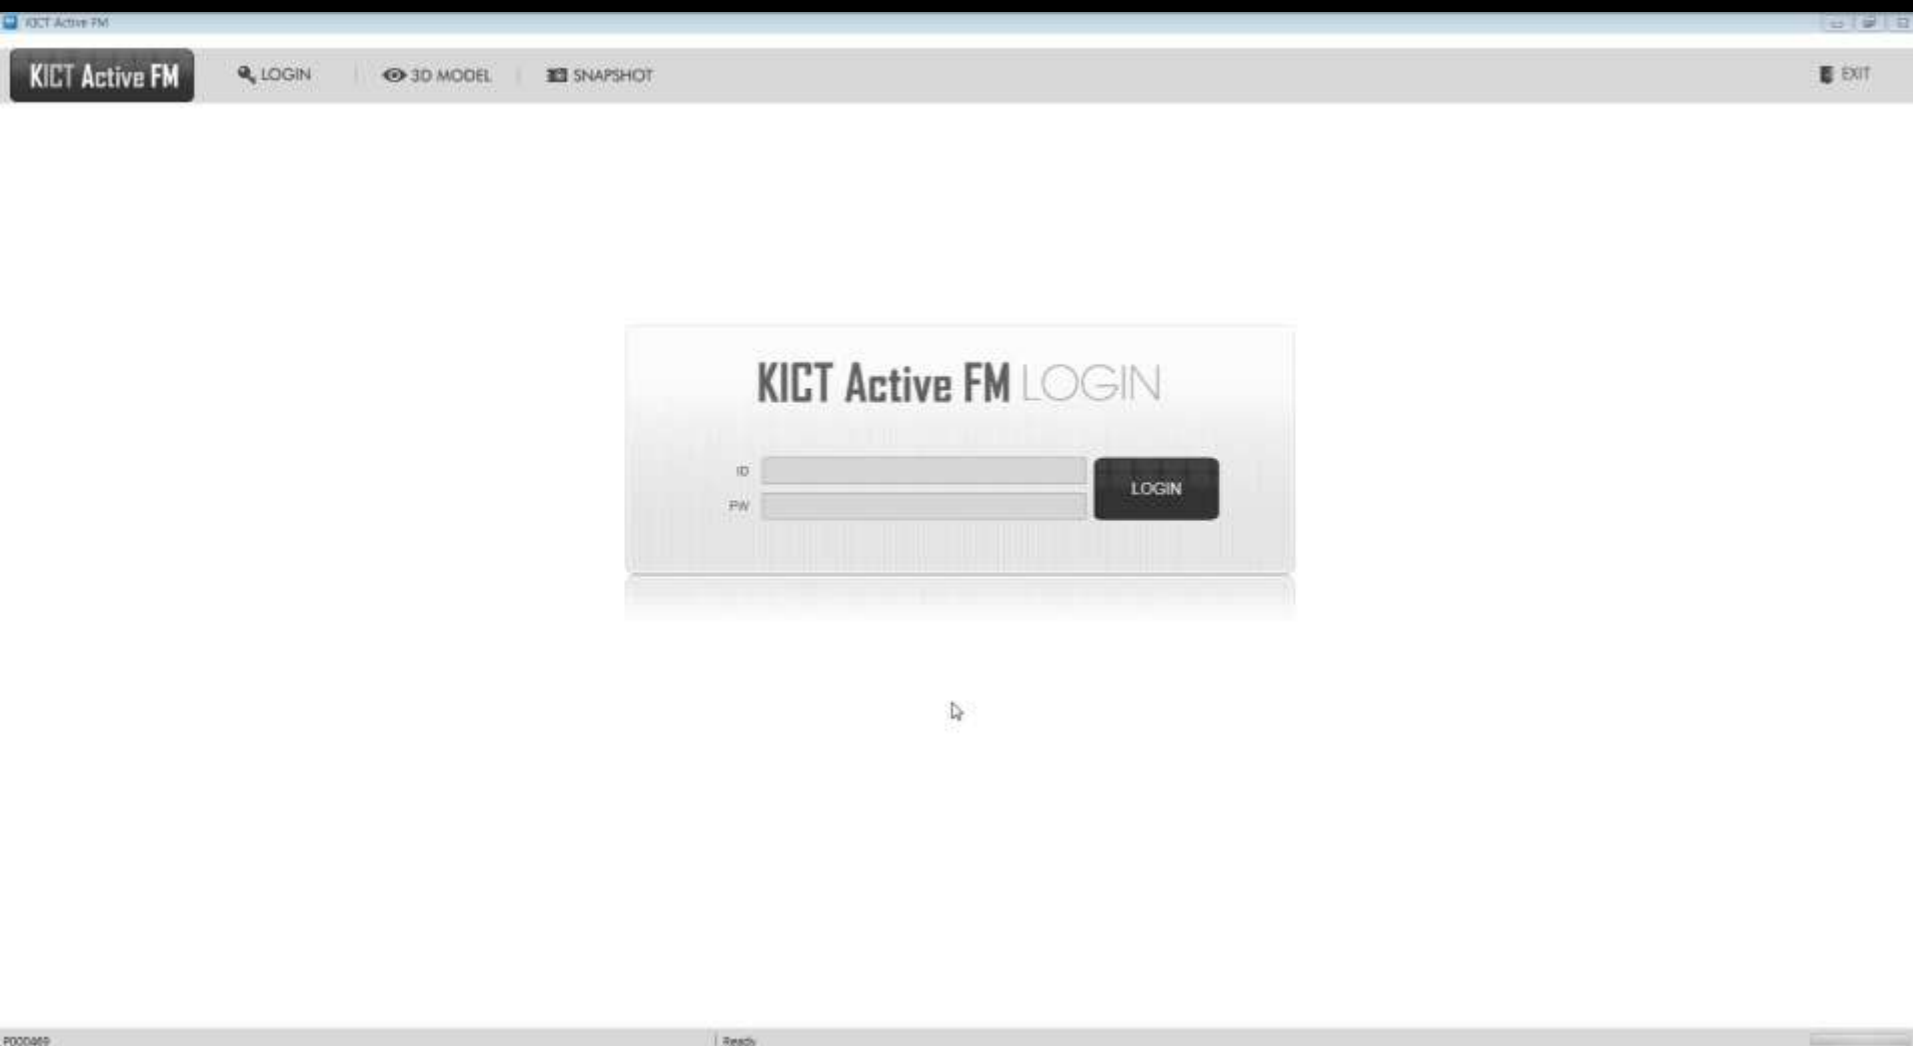 KICT Active FM
KICT Active FM
LOGIN
3D MODEL
SNAPSHOT
EXIT
KICT Active FM LOGIN
ID
PW
LOGIN
P000469
Ready